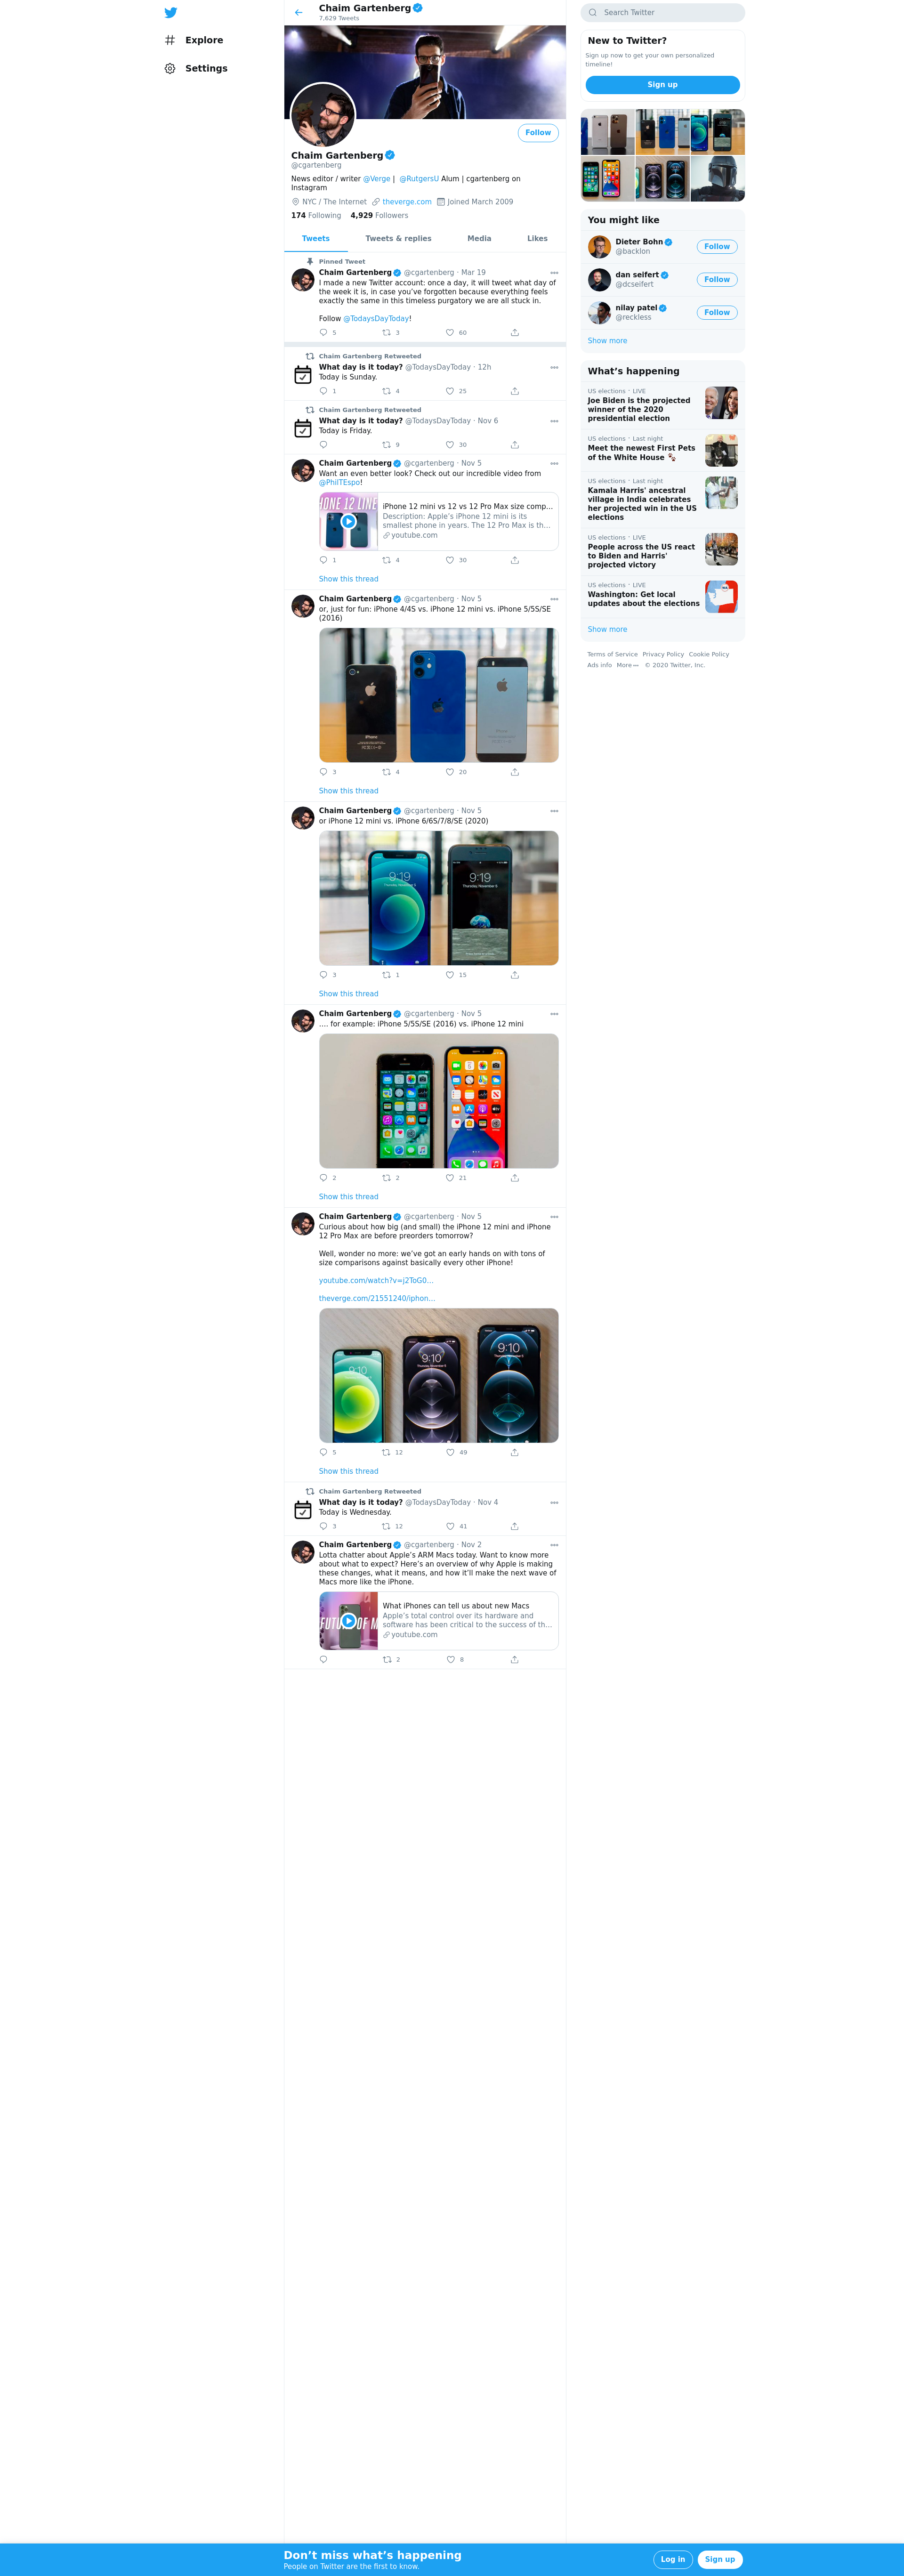 Explore
Settings
Chaim Gartenberg
7,629 Tweets
Follow
Chaim Gartenberg
@cgartenberg
News editor / writer @Verge | @RutgersU Alum | cgartenberg on
Instagram
NYC / The Internet theverge.com Joined March 2009
174 Following 4,929 Followers
Tweets Tweets & replies Media Likes
Pinned Tweet
Chaim Gartenberg @cgartenberg · Mar 19
I made a new Twitter account: once a day, it will tweet what day of
the week it is, in case you've forgotten because everything feels
exactly the same in this timeless purgatory we are all stuck in.
Follow @TodaysDayToday!
5 3 60
Chaim Gartenberg Retweeted
What day is it today? @TodaysDayToday · 12h
Today is Sunday.
1 4 25
Chaim Gartenberg Retweeted
What day is it today? @TodaysDayToday · Nov 6
Today is Friday.
9 30
Chaim Gartenberg @cgartenberg · Nov 5
Want an even better look? Check out our incredible video from
@PhilTEspo!
HONE 12 LINE
iPhone 12 mini vs 12 vs 12 Pro Max size comp...
Description: Apple's iPhone 12 mini is its
smallest phone in years. The 12 Pro Max is th...
youtube.com
1 4 30
Show this thread
Chaim Gartenberg @cgartenberg · Nov 5
or, just for fun: iPhone 4/4S vs. iPhone 12 mini vs. iPhone 5/5S/SE
(2016)
iPhone
iPhone
3 4 20
Show this thread
Chaim Gartenberg @cgartenberg · Nov 5
or iPhone 12 mini vs. iPhone 6/6S/7/8/SE (2020)
9:19 9:19
Thursday, November 5 Thursday, November 5
3 1 15
Show this thread
Chaim Gartenberg @cgartenberg · Nov 5
.... for example: iPhone 5/5S/SE (2016) vs. iPhone 12 mini
2 2 21
Show this thread
Chaim Gartenberg @cgartenberg · Nov 5
Curious about how big (and small) the iPhone 12 mini and iPhone
12 Pro Max are before preorders tomorrow?
Well, wonder no more: we've got an early hands on with tons of
size comparisons against basically every other iPhone!
youtube.com/watch?v=j2ToG0...
theverge.com/21551240/iphon...
9:10 9:10 9:10
Thursday, November 5 Thursday, November 5
5 12 49
Show this thread
Chaim Gartenberg Retweeted
What day is it today? @TodaysDayToday · Nov 4
Today is Wednesday.
3 12 41
Chaim Gartenberg @cgartenberg · Nov 2
Lotta chatter about Apple's ARM Macs today. Want to know more
about what to expect? Here's an overview of why Apple is making
these changes, what it means, and how it'll make the next wave of
Macs more like the iPhone.
FUTURE OF M
What iPhones can tell us about new Macs
Apple's total control over its hardware and
software has been critical to the success of th...
youtube.com
2 8
Search Twitter
New to Twitter?
Sign up now to get your own personalized
timeline!
Sign up
You might like
Dieter Bohn
@backlon
Follow
dan seifert
@dcseifert
Follow
nilay patel
@reckless
Follow
Show more
What's happening
US elections · LIVE
Joe Biden is the projected
winner of the 2020
presidential election
US elections · Last night
Meet the newest First Pets
of the White House 🐾
US elections · Last night
Kamala Harris' ancestral
village in India celebrates
her projected win in the US
elections
US elections · LIVE
People across the US react
to Biden and Harris'
projected victory
US elections · LIVE
Washington: Get local
updates about the elections
Show more
Terms of Service Privacy Policy Cookie Policy
Ads info More © 2020 Twitter, Inc.
Don't miss what's happening
People on Twitter are the first to know.
Log in Sign up